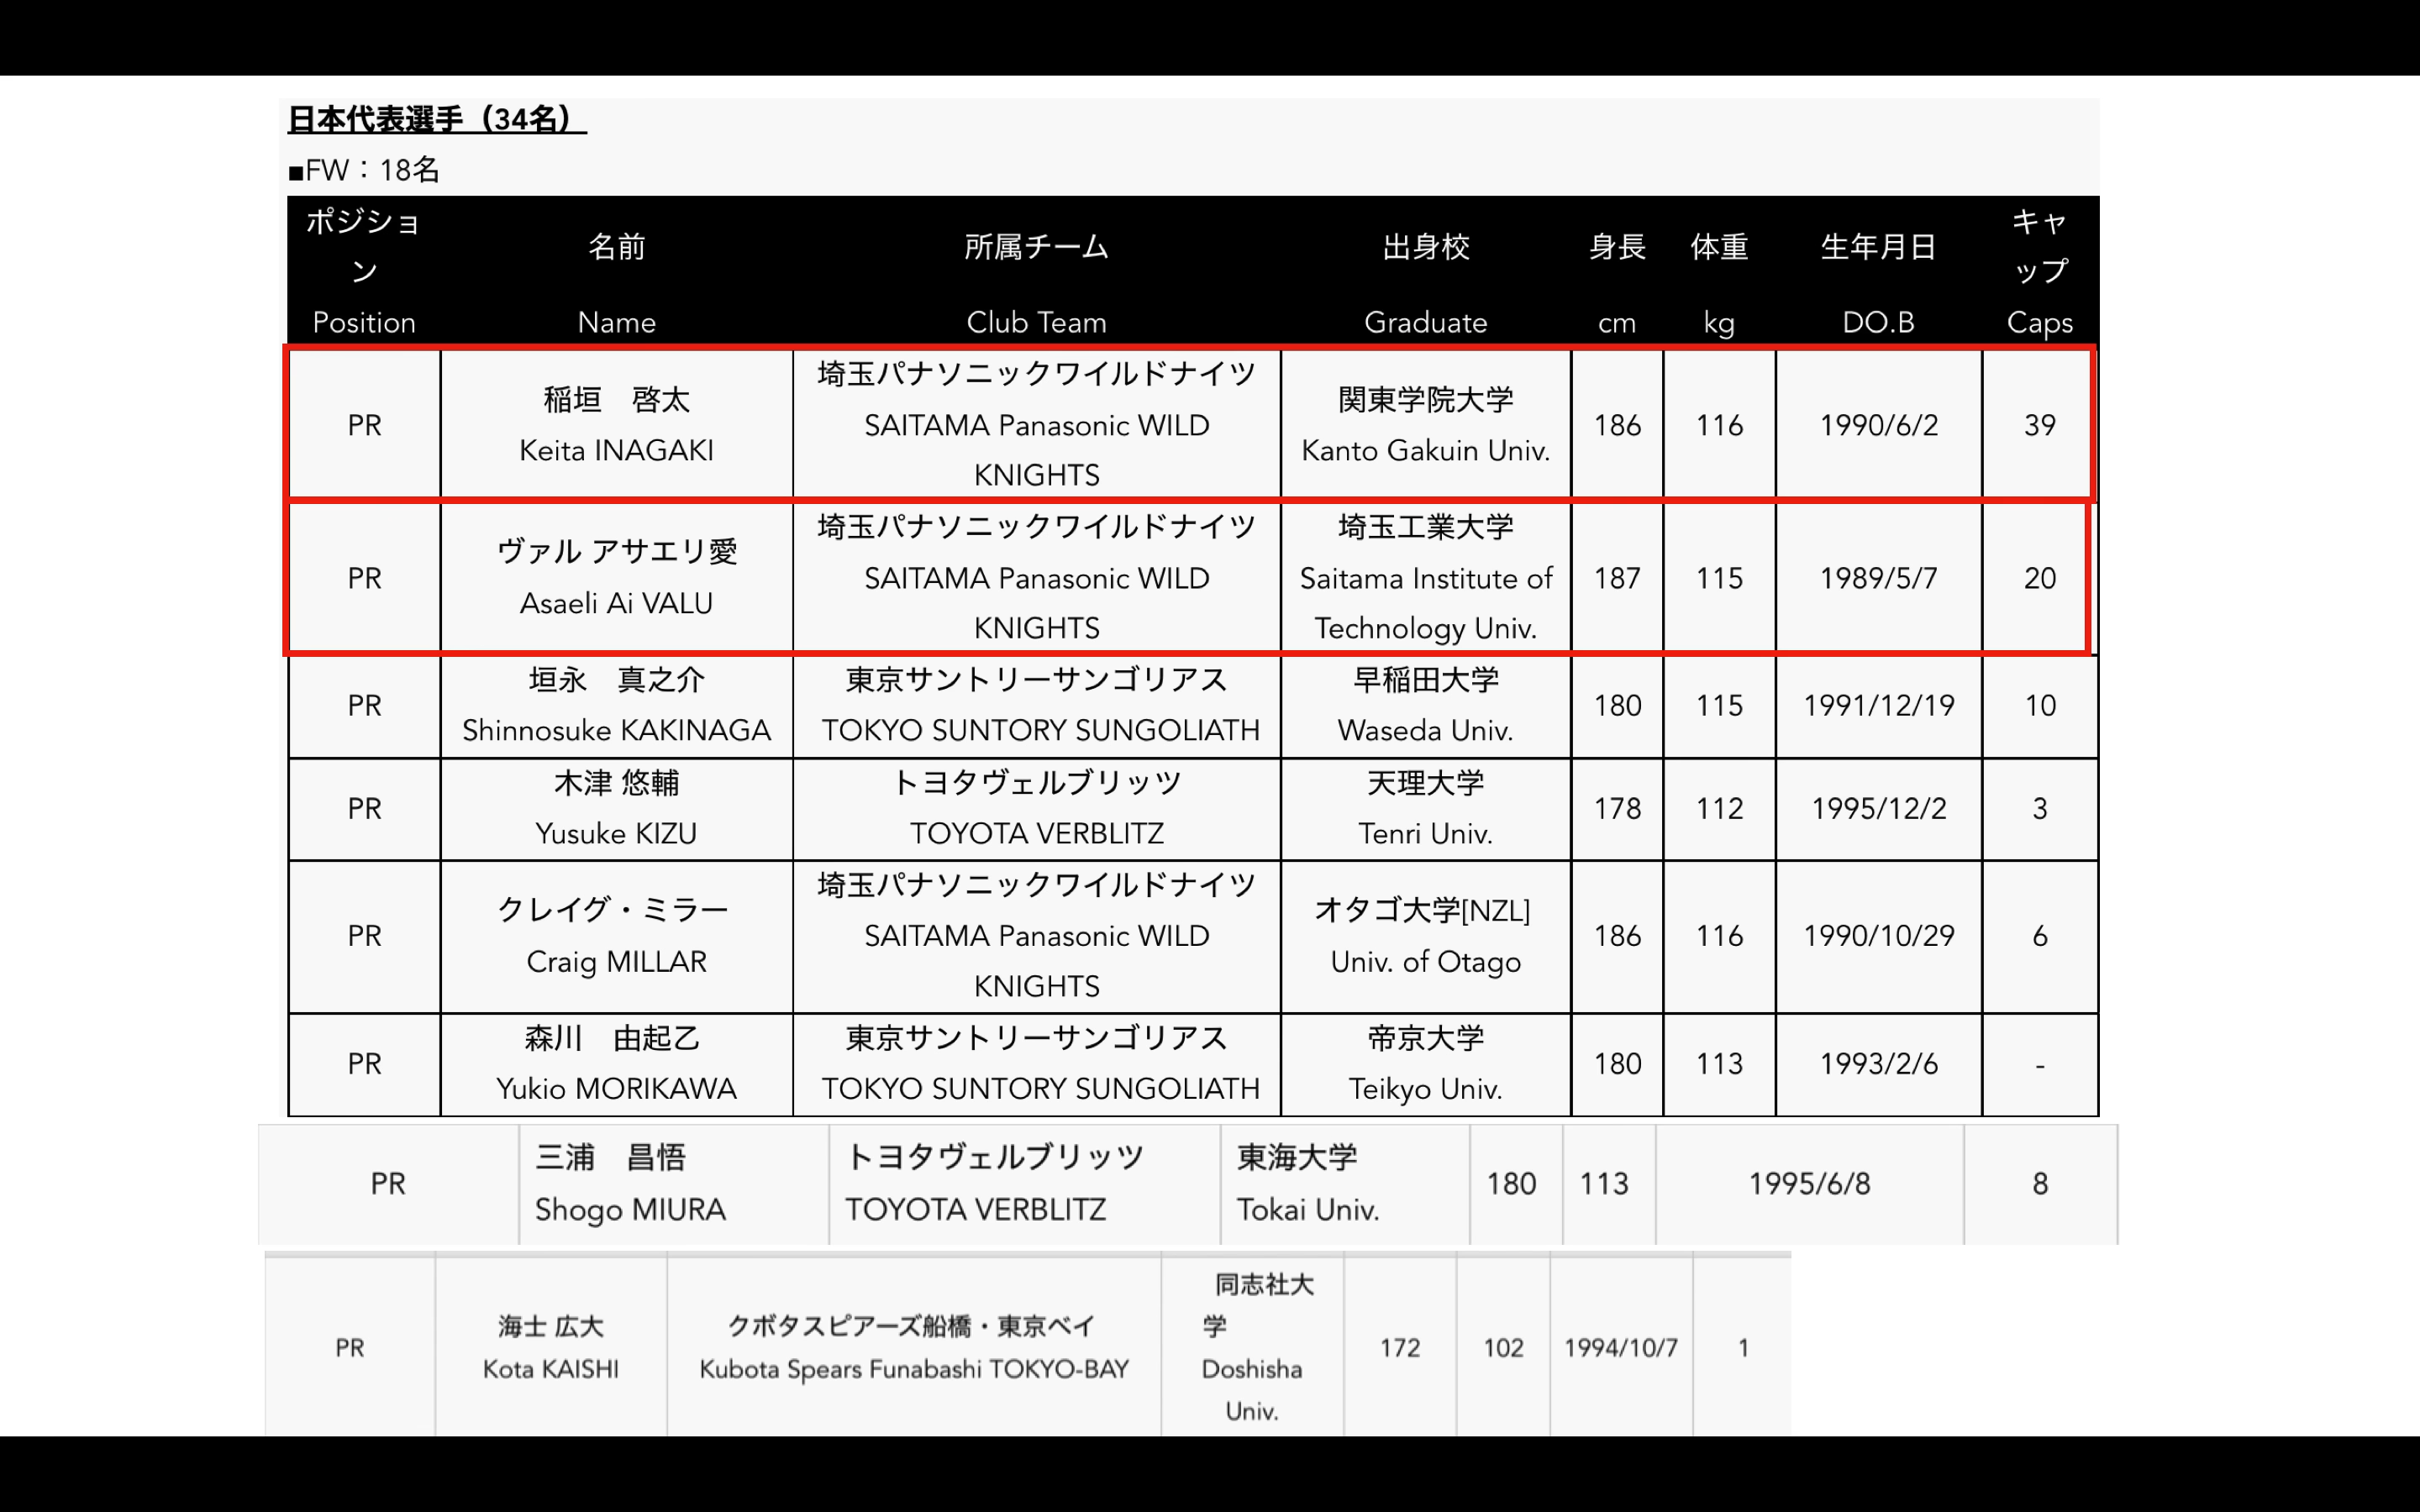 日本代表選手（34名）
■FW：18名
ポジション 名前 所属チーム 出身校 身長 体重 生年月日 キャップ
Position Name Club Team Graduate cm kg DO.B Caps
PR
稲垣　啓太
Keita INAGAKI
埼玉パナソニックワイルドナイツ
SAITAMA Panasonic WILD
KNIGHTS
関東学院大学
Kanto Gakuin Univ.
186 116 1990/6/2 39
PR
ヴァル アサエリ愛
Asaeli Ai VALU
埼玉パナソニックワイルドナイツ
SAITAMA Panasonic WILD
KNIGHTS
埼玉工業大学
Saitama Institute of
Technology Univ.
187 115 1989/5/7 20
PR
垣永　真之介
Shinnosuke KAKINAGA
東京サントリーサンゴリアス
TOKYO SUNTORY SUNGOLIATH
早稲田大学
Waseda Univ.
180 115 1991/12/19 10
PR
木津 悠輔
Yusuke KIZU
トヨタヴェルブリッツ
TOYOTA VERBLITZ
天理大学
Tenri Univ.
178 112 1995/12/2 3
PR
クレイグ・ミラー
Craig MILLAR
埼玉パナソニックワイルドナイツ
SAITAMA Panasonic WILD
KNIGHTS
オタゴ大学[NZL]
Univ. of Otago
186 116 1990/10/29 6
PR
森川　由起乙
Yukio MORIKAWA
東京サントリーサンゴリアス
TOKYO SUNTORY SUNGOLIATH
帝京大学
Teikyo Univ.
180 113 1993/2/6 -
PR
三浦　昌悟
Shogo MIURA
トヨタヴェルブリッツ
TOYOTA VERBLITZ
東海大学
Tokai Univ.
180 113 1995/6/8 8
PR
海士 広大
Kota KAISHI
クボタスピアーズ船橋・東京ベイ
Kubota Spears Funabashi TOKYO-BAY
同志社大
学
Doshisha
Univ.
172 102 1994/10/7 1